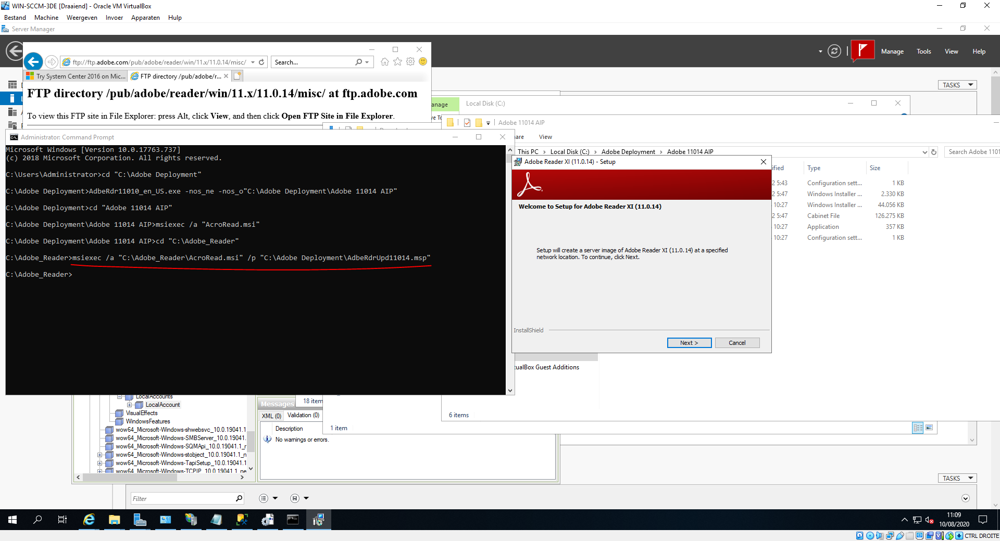 WIN-SCCM-3DE [Draaiend] - Oracle VM VirtualBox
Bestand Machine Weergeven Invoer Apparaten Hulp
Server Manager
Manage Tools View Help
ftp://ftp.adobe.com/pub/adobe/reader/win/11.x/11.0.14/misc/
Search...
Try System Center 2016 on Mic...
FTP directory /pub/adobe/r...
FTP directory /pub/adobe/reader/win/11.x/11.0.14/misc/ at ftp.adobe.com
To view this FTP site in File Explorer: press Alt, click View, and then click Open FTP Site in File Explorer.
TASKS
anage
Local Disk (C:)
ve To
Adobe 11014 AIP
are
View
This PC > Local Disk (C:) > Adobe Deployment > Adobe 11014 AIP
Search Adobe 1101
ified Type Size
2 5:43 Configuration sett... 1 KB
2 5:47 Windows Installer ... 2.330 KB
10:27 Windows Installer ... 44.056 KB
2 5:47 Cabinet File 126.275 KB
10:27 Application 357 KB
10:27 Configuration sett... 1 KB
tualBox Guest Additions
6 items
Administrator: Command Prompt
Microsoft Windows [Version 10.0.17763.737]
(c) 2018 Microsoft Corporation. All rights reserved.
C:\Users\Administrator>cd "C:\Adobe Deployment"
C:\Adobe Deployment>AdbeRdr11010_en_US.exe -nos_ne -nos_o"C:\Adobe Deployment\Adobe 11014 AIP"
C:\Adobe Deployment>cd "Adobe 11014 AIP"
C:\Adobe Deployment\Adobe 11014 AIP>msiexec /a "AcroRead.msi"
C:\Adobe Deployment\Adobe 11014 AIP>cd "C:\Adobe_Reader"
C:\Adobe_Reader>msiexec /a "C:\Adobe_Reader\AcroRead.msi" /p "C:\Adobe Deployment\AdbeRdrUpd11014.msp"
C:\Adobe_Reader>
Adobe Reader XI (11.0.14) - Setup
Welcome to Setup for Adobe Reader XI (11.0.14)
Setup will create a server image of Adobe Reader XI (11.0.14) at a specified
network location. To continue, click Next.
InstallShield
Next >
Cancel
LocalAccounts
LocalAccount
VisualEffects
WindowsFeatures
wow64_Microsoft-Windows-shwebsvc_10.0.19041.1
wow64_Microsoft-Windows-SMBServer_10.0.19041.
wow64_Microsoft-Windows-SQMApi_10.0.19041.1_r
wow64_Microsoft-Windows-stobject_10.0.19041.1_n
wow64_Microsoft-Windows-TapiSetup_10.0.19041.1
wow64_Microsoft-Windows-TCPIP_10.0.19041.1_ne
Messages
18 item
XML (0) Validation (0)
Description
No warnings or errors.
1 item
TASKS
Filter
11:09
10/08/2020
CTRL DROITE